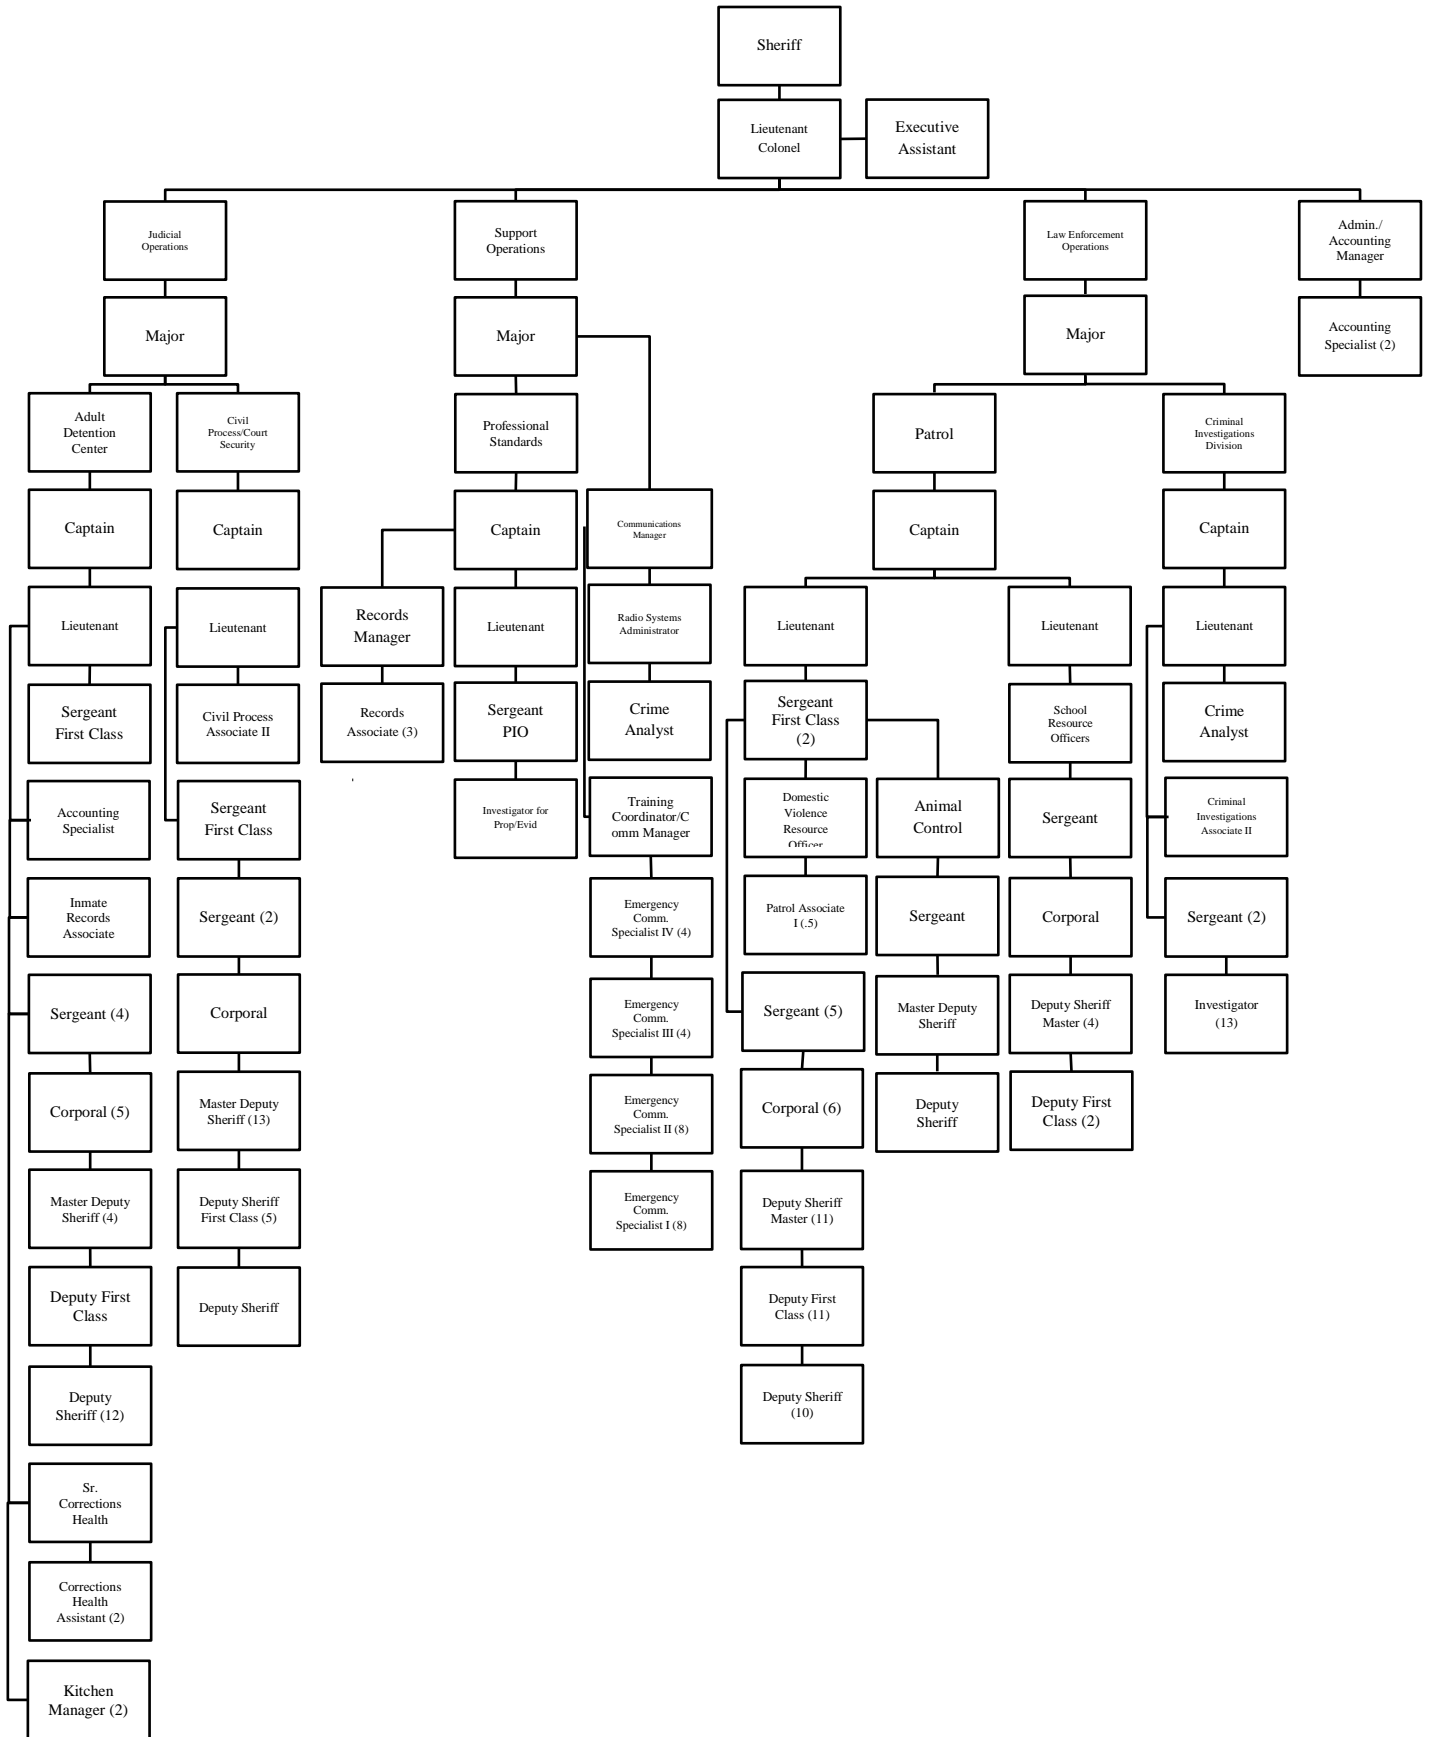 Sheriff
Lieutenant
Colonel
Executive
Assistant
Judicial
Operations
Support
Operations
Law Enforcement
Operations
Admin./
Accounting
Manager
Major
Major
Major
Accounting
Specialist (2)
Adult
Detention
Center
Civil
Process/Court
Security
Professional
Standards
Patrol
Criminal
Investigations
Division
Captain
Captain
Captain
Communications
Manager
Captain
Captain
Lieutenant
Lieutenant
Records
Manager
Lieutenant
Radio Systems
Administrator
Lieutenant
Lieutenant
Lieutenant
Sergeant
First Class
Civil Process
Associate II
Records
Associate (3)
Sergeant
PIO
Crime
Analyst
Sergeant
First Class
(2)
School
Resource
Officers
Crime
Analyst
Accounting
Specialist
Sergeant
First Class
Investigator for
Prop/Evid
Training
Coordinator/C
omm Manager
Domestic
Violence
Resource
Officer
Animal
Control
Sergeant
Criminal
Investigations
Associate II
Inmate
Records
Associate
Sergeant (2)
Emergency
Comm.
Specialist IV (4)
Patrol Associate
I (.5)
Sergeant
Corporal
Sergeant (2)
Sergeant (4)
Corporal
Emergency
Comm.
Specialist III (4)
Sergeant (5)
Master Deputy
Sheriff
Deputy Sheriff
Master (4)
Investigator
(13)
Corporal (5)
Master Deputy
Sheriff (13)
Emergency
Comm.
Specialist II (8)
Corporal (6)
Deputy
Sheriff
Deputy First
Class (2)
Master Deputy
Sheriff (4)
Deputy Sheriff
First Class (5)
Emergency
Comm.
Specialist I (8)
Deputy Sheriff
Master (11)
Deputy First
Class
Deputy Sheriff
Deputy First
Class (11)
Deputy
Sheriff (12)
Deputy Sheriff
(10)
Sr.
Corrections
Health
Corrections
Health
Assistant (2)
Kitchen
Manager (2)